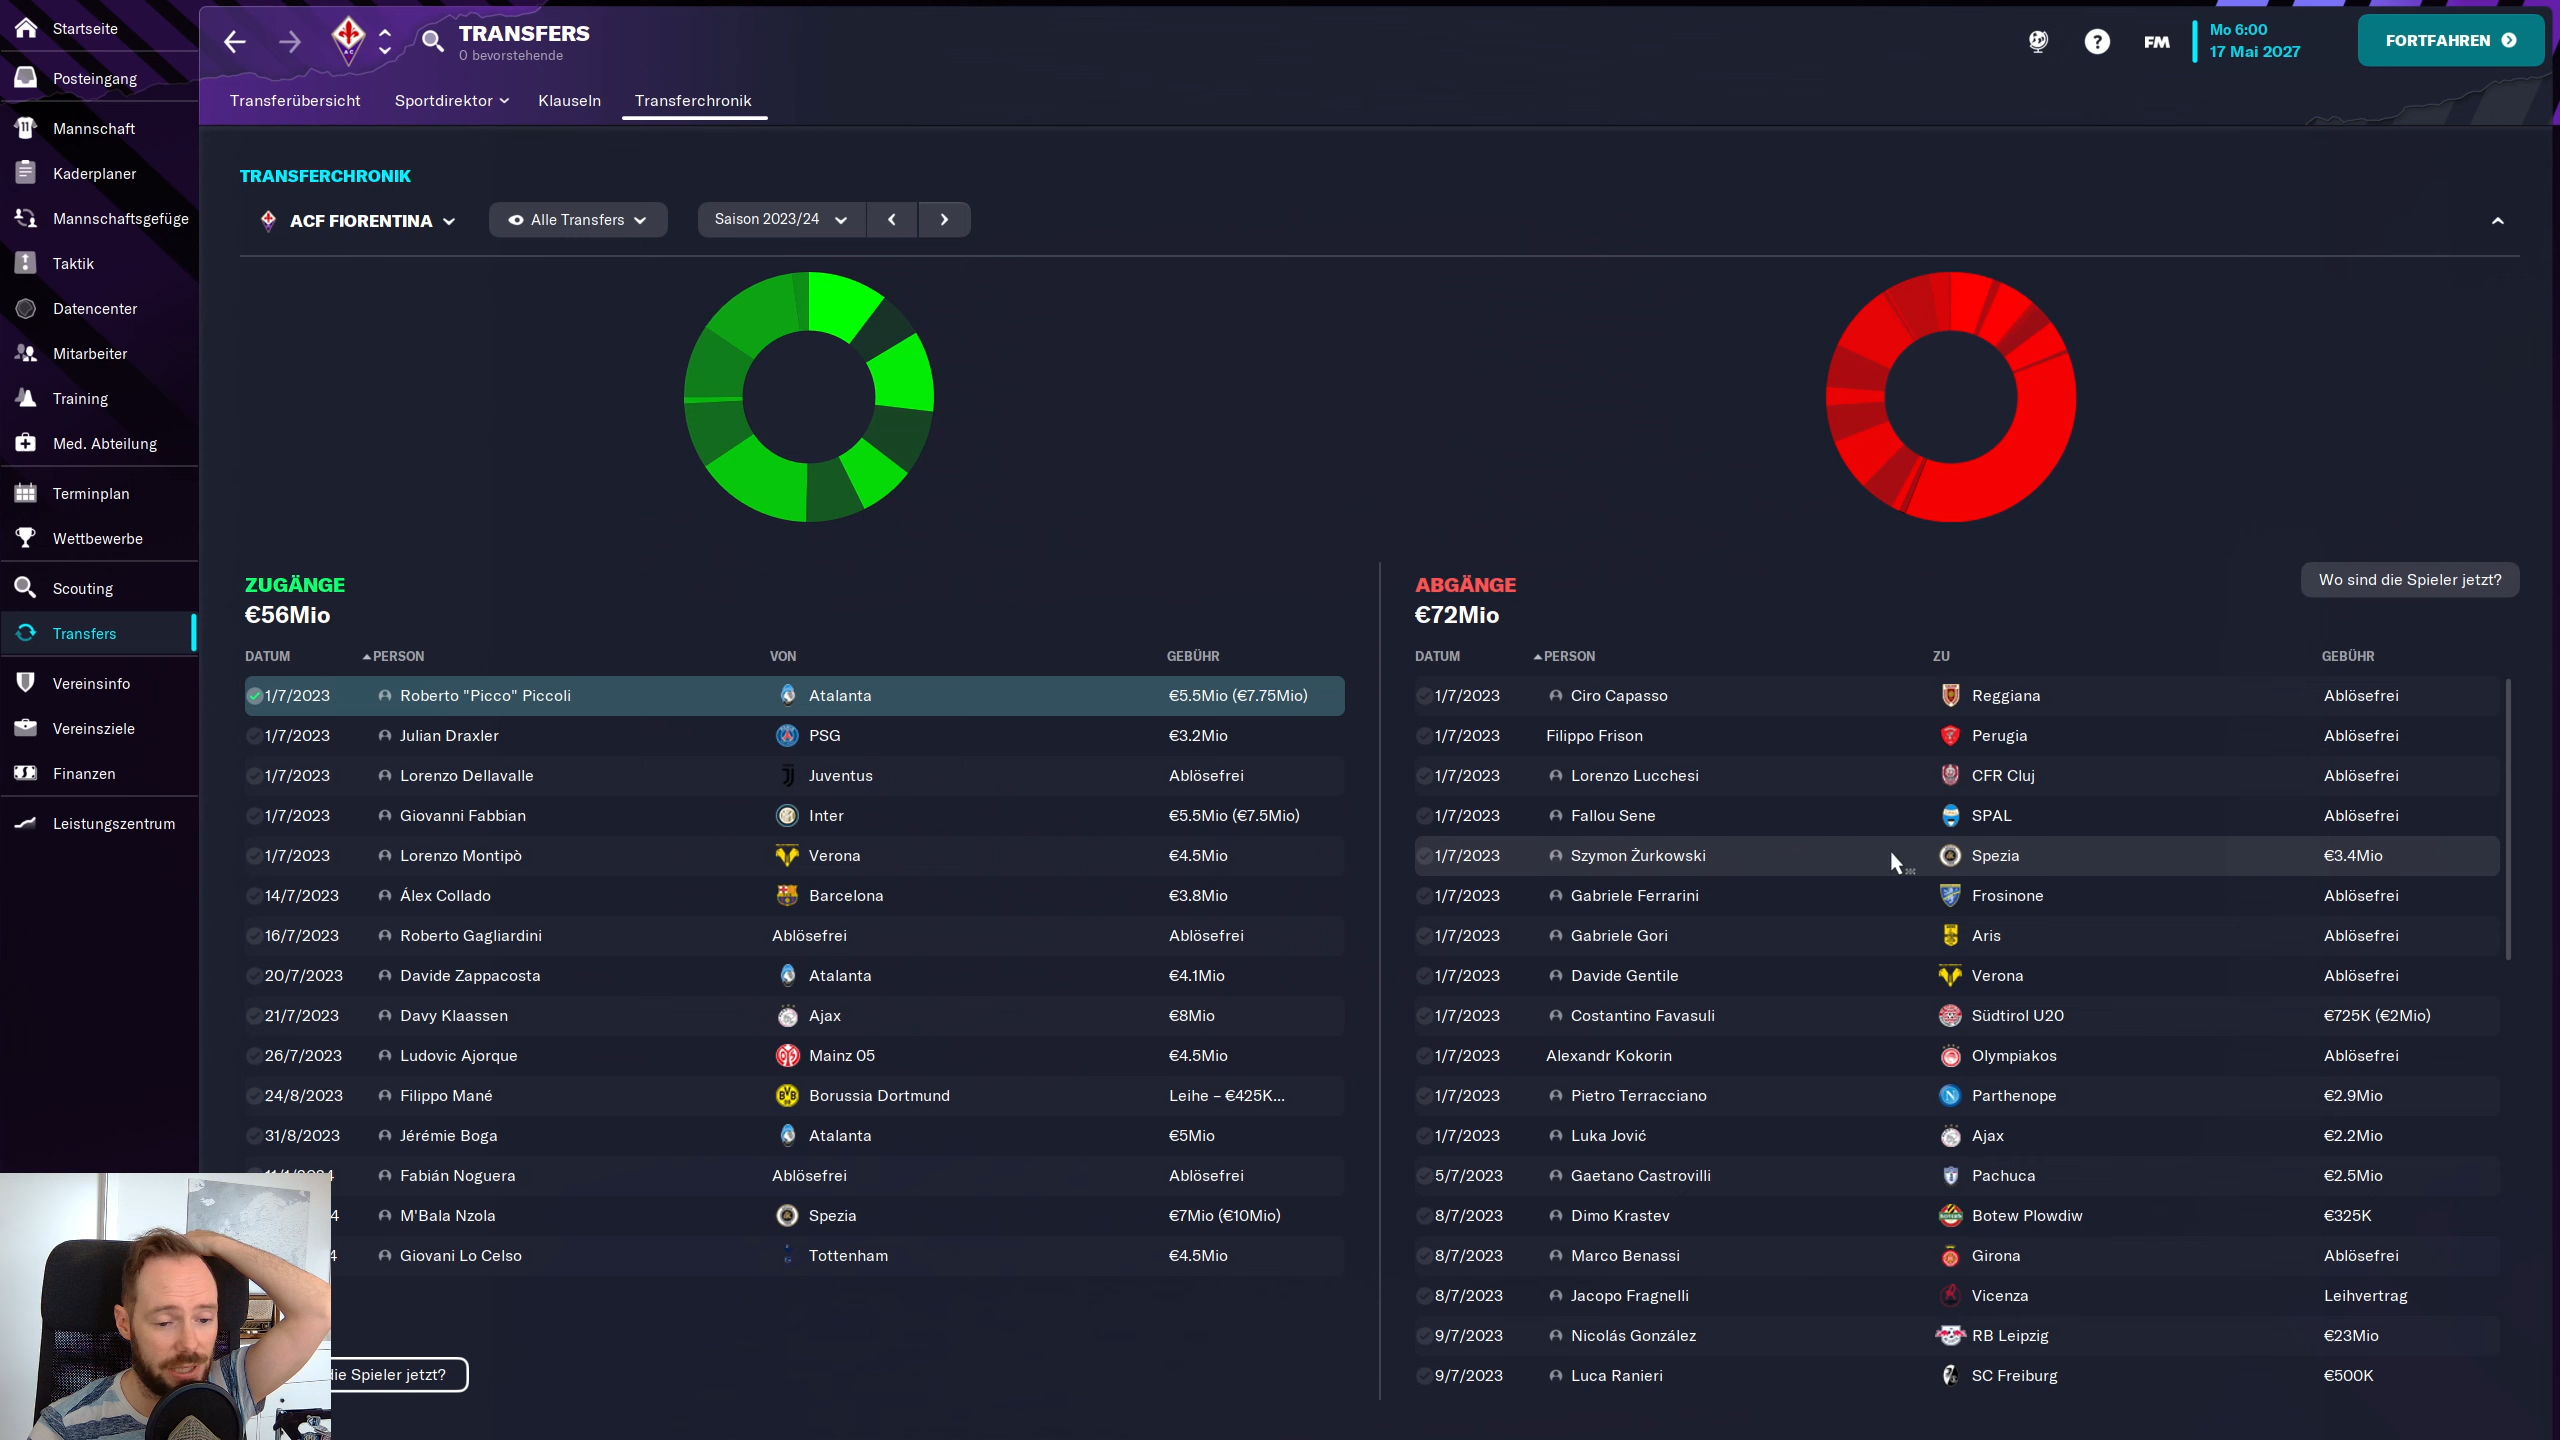 Startseite
Posteingang
Mannschaft
Kaderplaner
Mannschaftsgefüge
Taktik
Datencenter
Mitarbeiter
Training
Med. Abteilung
Terminplan
Wettbewerbe
Scouting
Transfers
Vereinsinfo
Vereinsziele
Finanzen
Leistungszentrum
TRANSFERS
0 bevorstehende
FM
Mo 6:00
17 Mai 2027
FORTFAHREN
Transferübersicht Sportdirektor Klauseln Transferchronik
TRANSFERCHRONIK
ACF FIORENTINA Alle Transfers Saison 2023/24
ZUGÄNGE
€56Mio
DATUM PERSON VON GEBÜHR
1/7/2023 Roberto "Picco" Piccoli Atalanta €5.5Mio (€7.75Mio)
1/7/2023 Julian Draxler PSG €3.2Mio
1/7/2023 Lorenzo Dellavalle Juventus Ablösefrei
1/7/2023 Giovanni Fabbian Inter €5.5Mio (€7.5Mio)
1/7/2023 Lorenzo Montipò Verona €4.5Mio
14/7/2023 Álex Collado Barcelona €3.8Mio
16/7/2023 Roberto Gagliardini Ablösefrei Ablösefrei
20/7/2023 Davide Zappacosta Atalanta €4.1Mio
21/7/2023 Davy Klaassen Ajax €8Mio
26/7/2023 Ludovic Ajorque Mainz 05 €4.5Mio
24/8/2023 Filippo Mané Borussia Dortmund Leihe – €425K...
31/8/2023 Jérémie Boga Atalanta €5Mio
Fabián Noguera Ablösefrei Ablösefrei
4 M'Bala Nzola Spezia €7Mio (€10Mio)
4 Giovani Lo Celso Tottenham €4.5Mio
die Spieler jetzt?
ABGÄNGE
€72Mio
Wo sind die Spieler jetzt?
DATUM PERSON ZU GEBÜHR
1/7/2023 Ciro Capasso Reggiana Ablösefrei
1/7/2023 Filippo Frison Perugia Ablösefrei
1/7/2023 Lorenzo Lucchesi CFR Cluj Ablösefrei
1/7/2023 Fallou Sene SPAL Ablösefrei
1/7/2023 Szymon Żurkowski Spezia €3.4Mio
1/7/2023 Gabriele Ferrarini Frosinone Ablösefrei
1/7/2023 Gabriele Gori Aris Ablösefrei
1/7/2023 Davide Gentile Verona Ablösefrei
1/7/2023 Costantino Favasuli Südtirol U20 €725K (€2Mio)
1/7/2023 Alexandr Kokorin Olympiakos Ablösefrei
1/7/2023 Pietro Terracciano Parthenope €2.9Mio
1/7/2023 Luka Jović Ajax €2.2Mio
5/7/2023 Gaetano Castrovilli Pachuca €2.5Mio
8/7/2023 Dimo Krastev Botew Plowdiw €325K
8/7/2023 Marco Benassi Girona Ablösefrei
8/7/2023 Jacopo Fragnelli Vicenza Leihvertrag
9/7/2023 Nicolás González RB Leipzig €23Mio
9/7/2023 Luca Ranieri SC Freiburg €500K